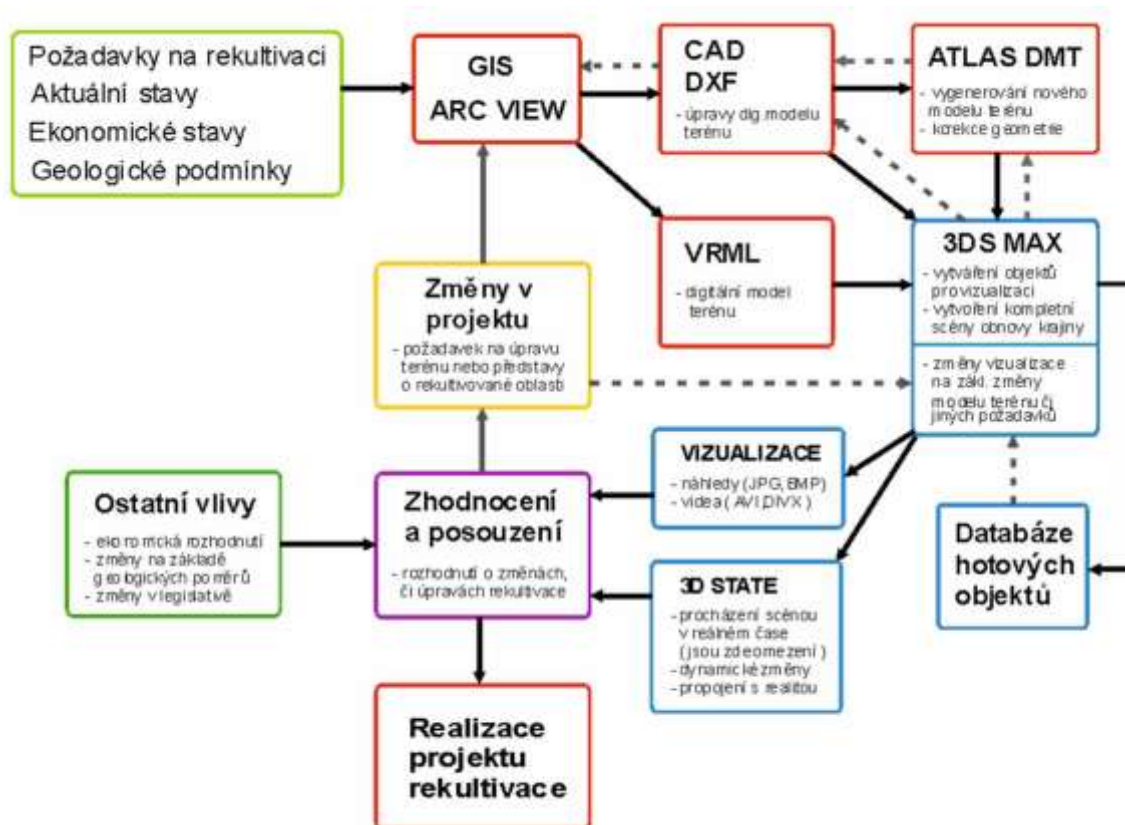 Požadavky na rekultivaci
Aktuální stavy
Ekonomické stavy
Geologické podmínky
GIS
ARC VIEW
CAD
DXF
- úpravy dig.modelu
terénu
ATLAS DMT
- vygenerování nového
modelu terénu
- korekce geometrie
VRML
- digitální model
terénu
3DS MAX
- vytváření objektů
pro vizualizaci
- vytvoření kompletní
scény obnovy krajiny
- změny vizualizace
na zákl. změny
modelu terénu či
jiných požadavků
Změny v
projektu
- požadavek na úpravu
terénu nebo představy
o rekultivované oblasti
VIZUALIZACE
- náhledy (JPG, BMP)
- videa ( AVI,DIVX )
Ostatní vlivy
- ekonomická rozhodnutí
- změny na základě
geologických poměrů
- změny v legislativě
Zhodnocení
a posouzení
- rozhodnutí o změnách,
či úpravách rekultivace
3D STATE
- procházení scénou
v reálném čase
(jsou zde omezení )
- dynamické změny
- propojení s realitou
Databáze
hotových
objektů
Realizace
projektu
rekultivace